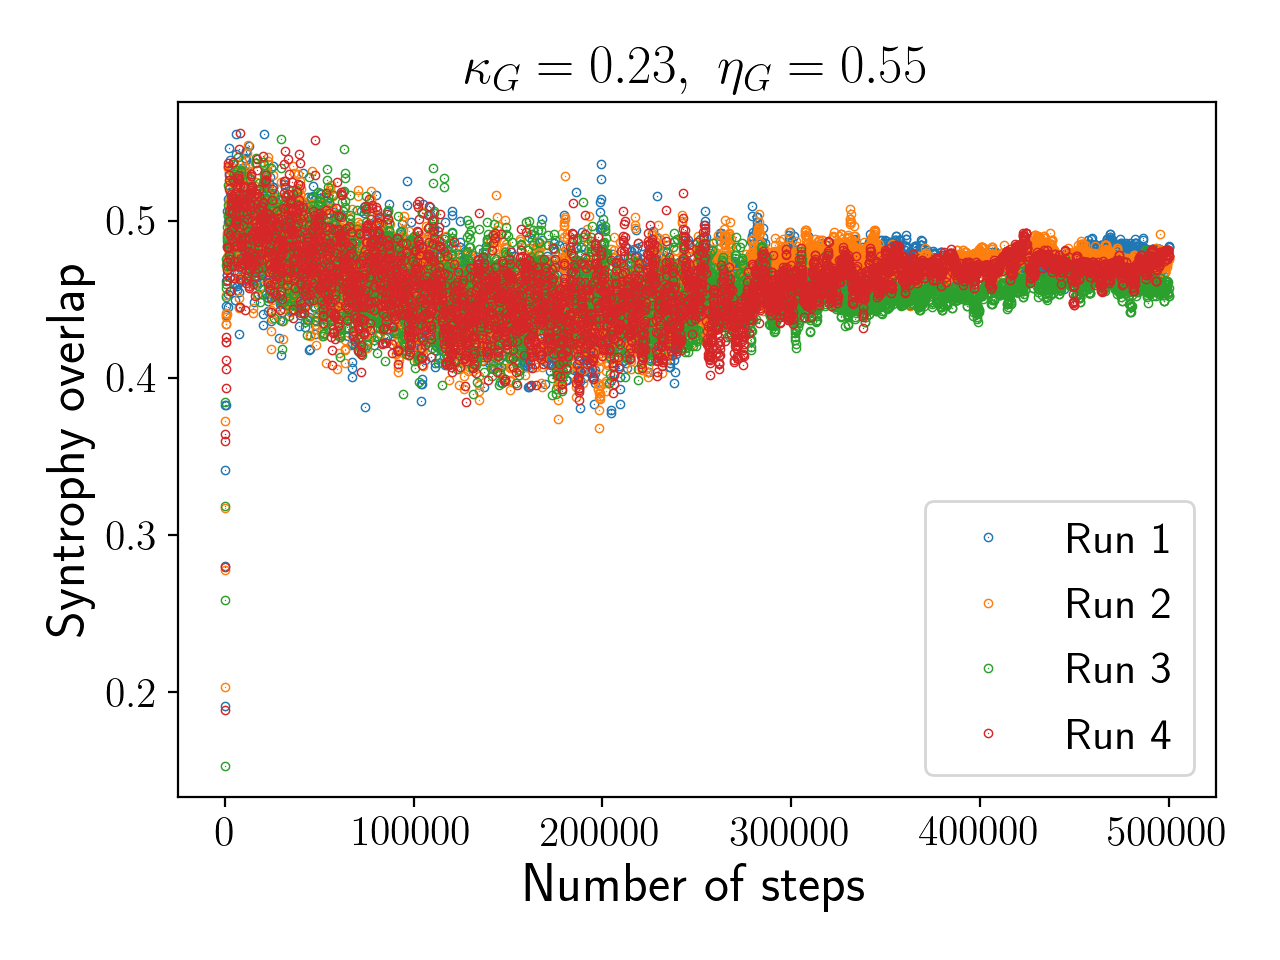 κ_G = 0.23, η_G = 0.55
Syntrophy overlap
0.5
0.4
0.3
0.2
Run 1
Run 2
Run 3
Run 4
0 100000 200000 300000 400000 500000
Number of steps